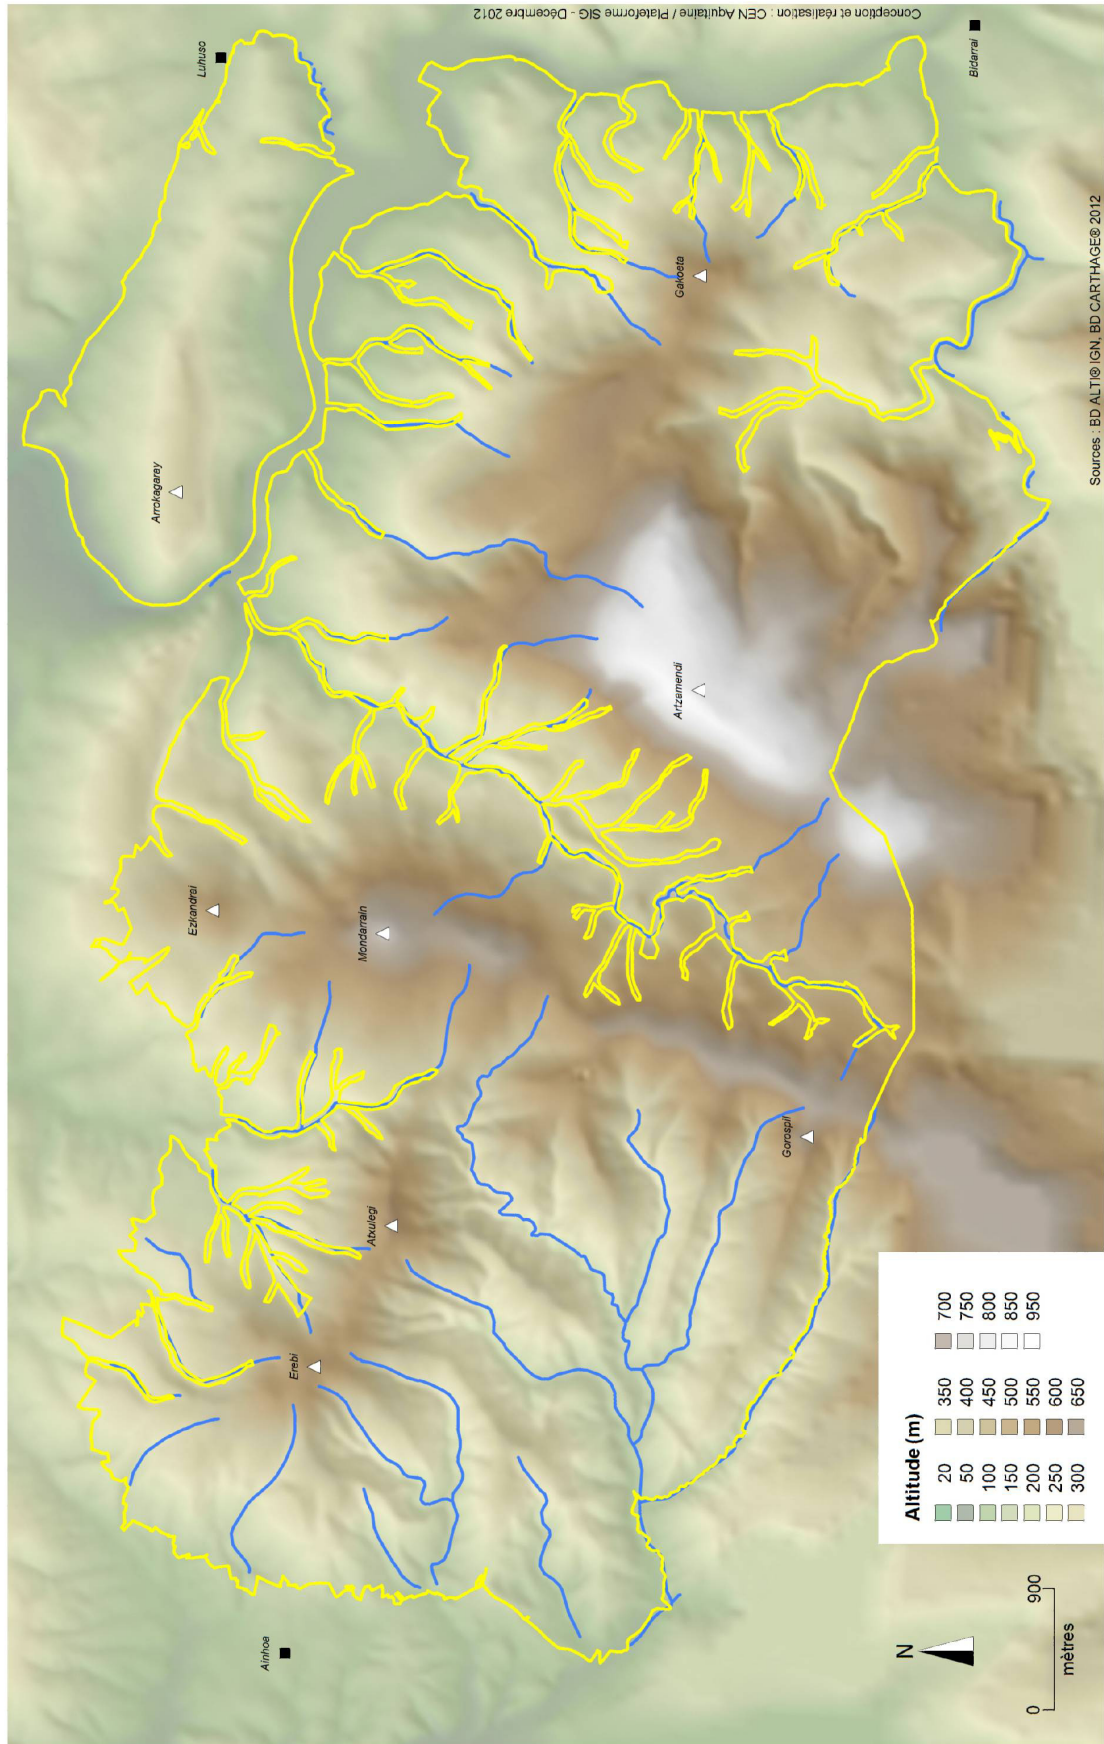 Conception et réalisation : CEN Aquitaine / Plateforme SIG - Décembre 2012
Luhuso
Bidarrai
Gakoeta
Arrokagaray
Artzamendi
Ezkandrai
Mondarrain
Gorospil
Atxulegi
Erebi
Ainhoa
Altitude (m)
20
50
100
150
200
250
300
350
400
450
500
550
600
650
700
750
800
850
950
N
0 900
mètres
Sources : BD ALTI® IGN, BD CARTHAGE® 2012